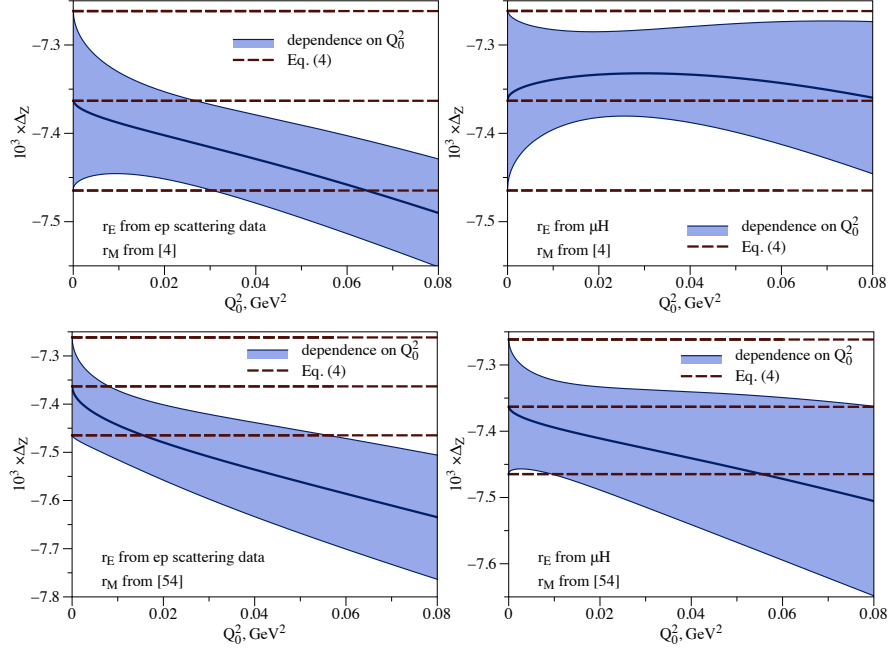 −7.3
−7.4
−7.5
10³ ×Δ_Z
dependence on Q₀²
Eq. (4)
r_E from ep scattering data
r_M from [4]
0 0.02 0.04 0.06 0.08
Q₀², GeV²
−7.3
−7.4
−7.5
10³ ×Δ_Z
r_E from μH
r_M from [4]
dependence on Q₀²
Eq. (4)
0 0.02 0.04 0.06 0.08
Q₀², GeV²
−7.3
−7.4
−7.5
−7.6
−7.7
−7.8
10³ ×Δ_Z
dependence on Q₀²
Eq. (4)
r_E from ep scattering data
r_M from [54]
0 0.02 0.04 0.06 0.08
Q₀², GeV²
−7.3
−7.4
−7.5
−7.6
10³ ×Δ_Z
dependence on Q₀²
Eq. (4)
r_E from μH
r_M from [54]
0 0.02 0.04 0.06 0.08
Q₀², GeV²